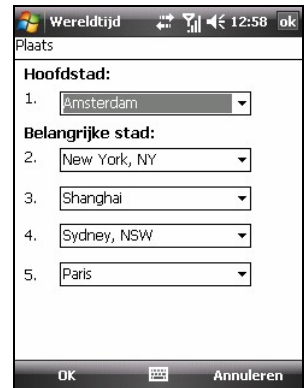 Wereldtijd 12:58 ok
Plaats
Hoofdstad:
1. Amsterdam
Belangrijke stad:
2. New York, NY
3. Shanghai
4. Sydney, NSW
5. Paris
OK Annuleren